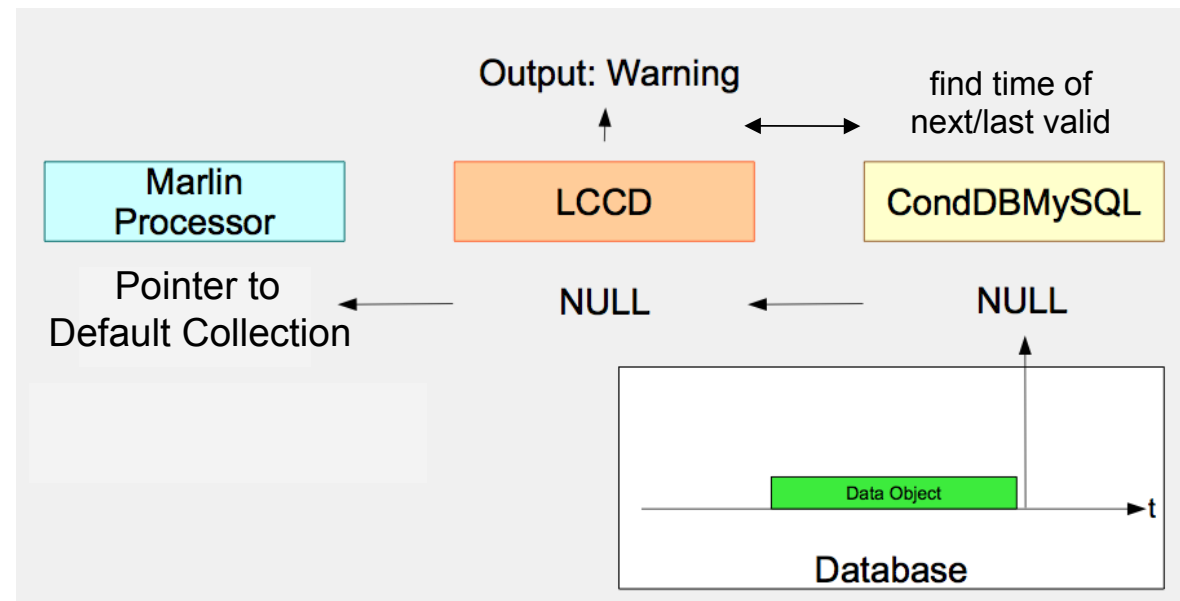 Output: Warning
find time of
next/last valid
Marlin
Processor
LCCD
CondDBMySQL
Pointer to
Default Collection
NULL
NULL
Data Object
t
Database